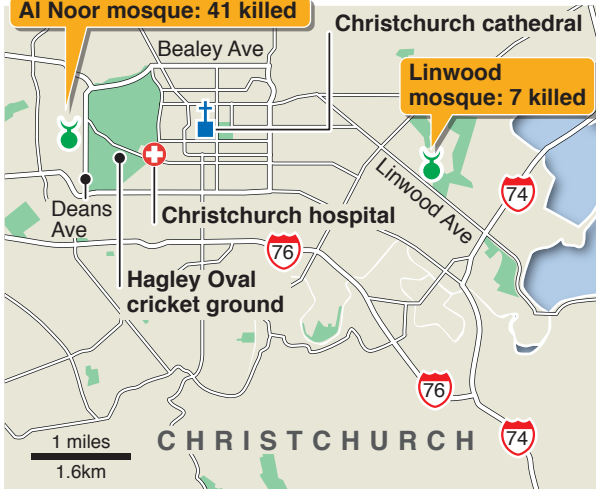 Al Noor mosque: 41 killed
Christchurch cathedral
Bealey Ave
Linwood
mosque: 7 killed
Linwood Ave
74
Deans
Ave
Christchurch hospital
76
Hagley Oval
cricket ground
76
1 miles
1.6km
CHRISTCHURCH
74